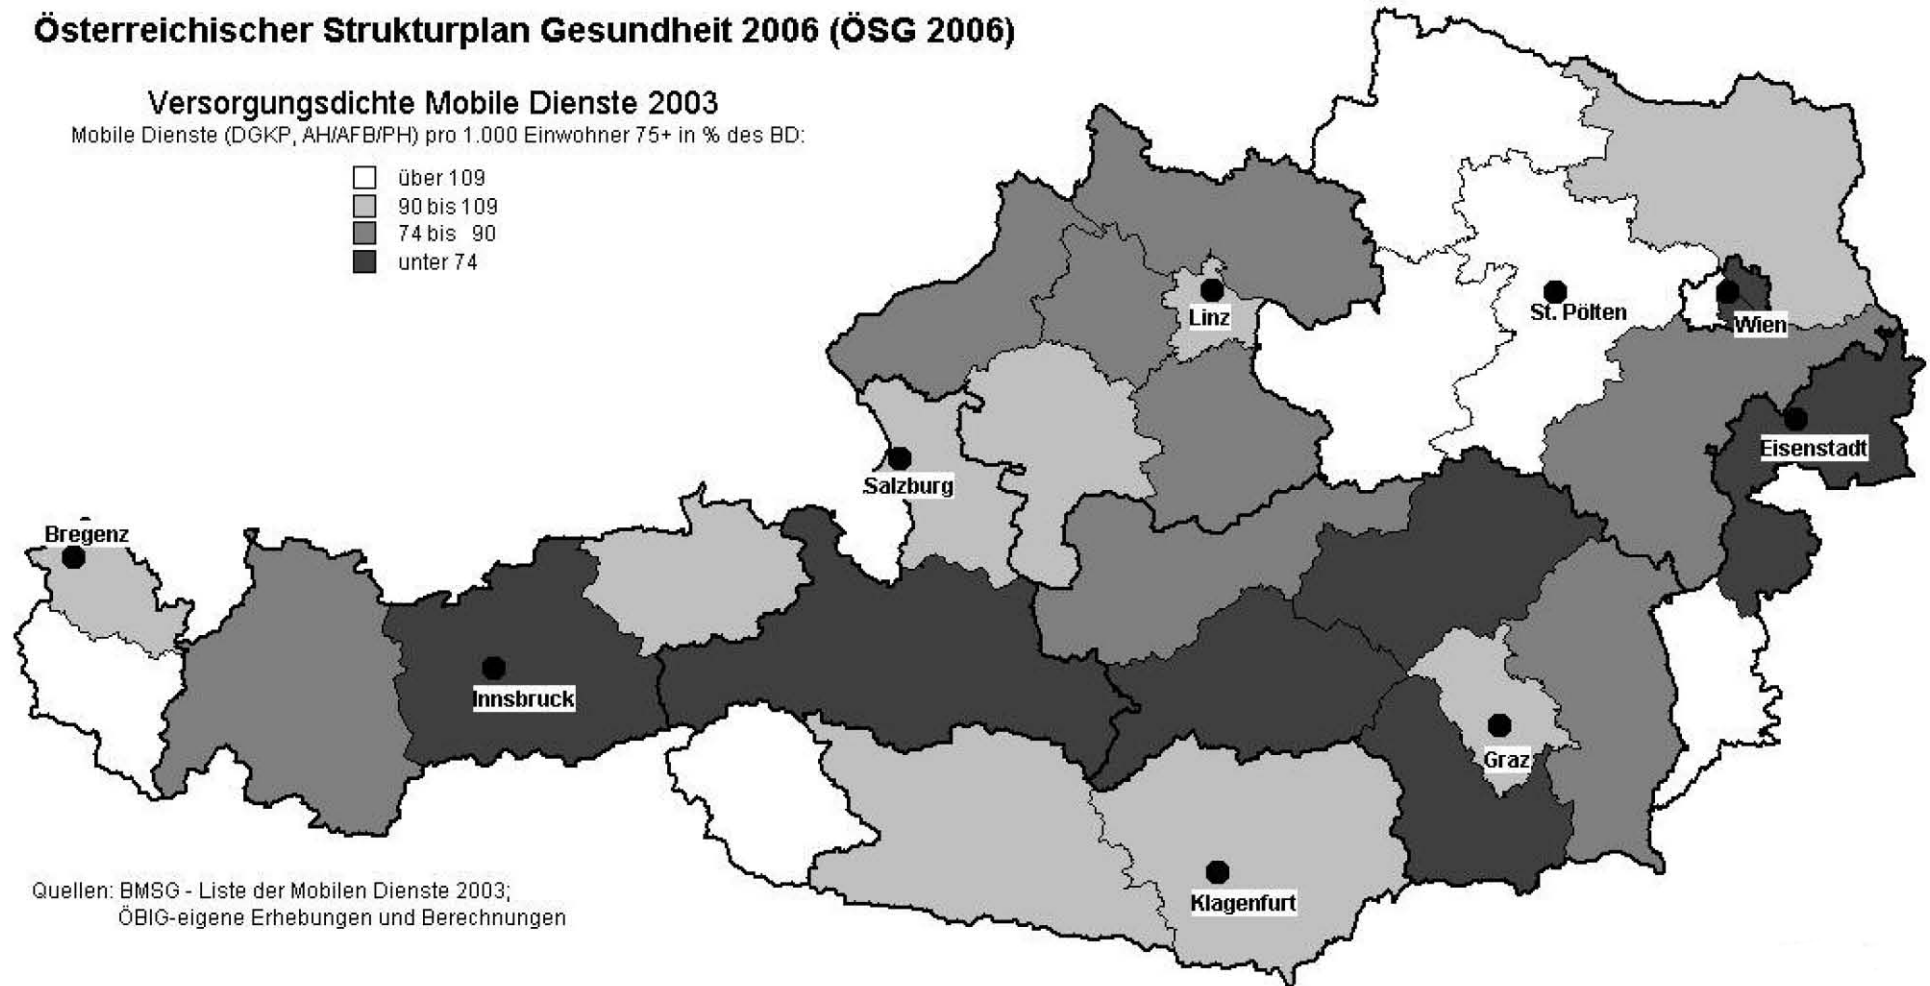 Österreichischer Strukturplan Gesundheit 2006 (ÖSG 2006)
Versorgungsdichte Mobile Dienste 2003
Mobile Dienste (DGKP, AH/AFB/PH) pro 1.000 Einwohner 75+ in % des BD:
über 109
90 bis 109
74 bis 90
unter 74
Linz
St. Pölten
Wien
Eisenstadt
Salzburg
Bregenz
Innsbruck
Graz
Klagenfurt
Quellen: BMSG - Liste der Mobilen Dienste 2003;
ÖBIG-eigene Erhebungen und Berechnungen